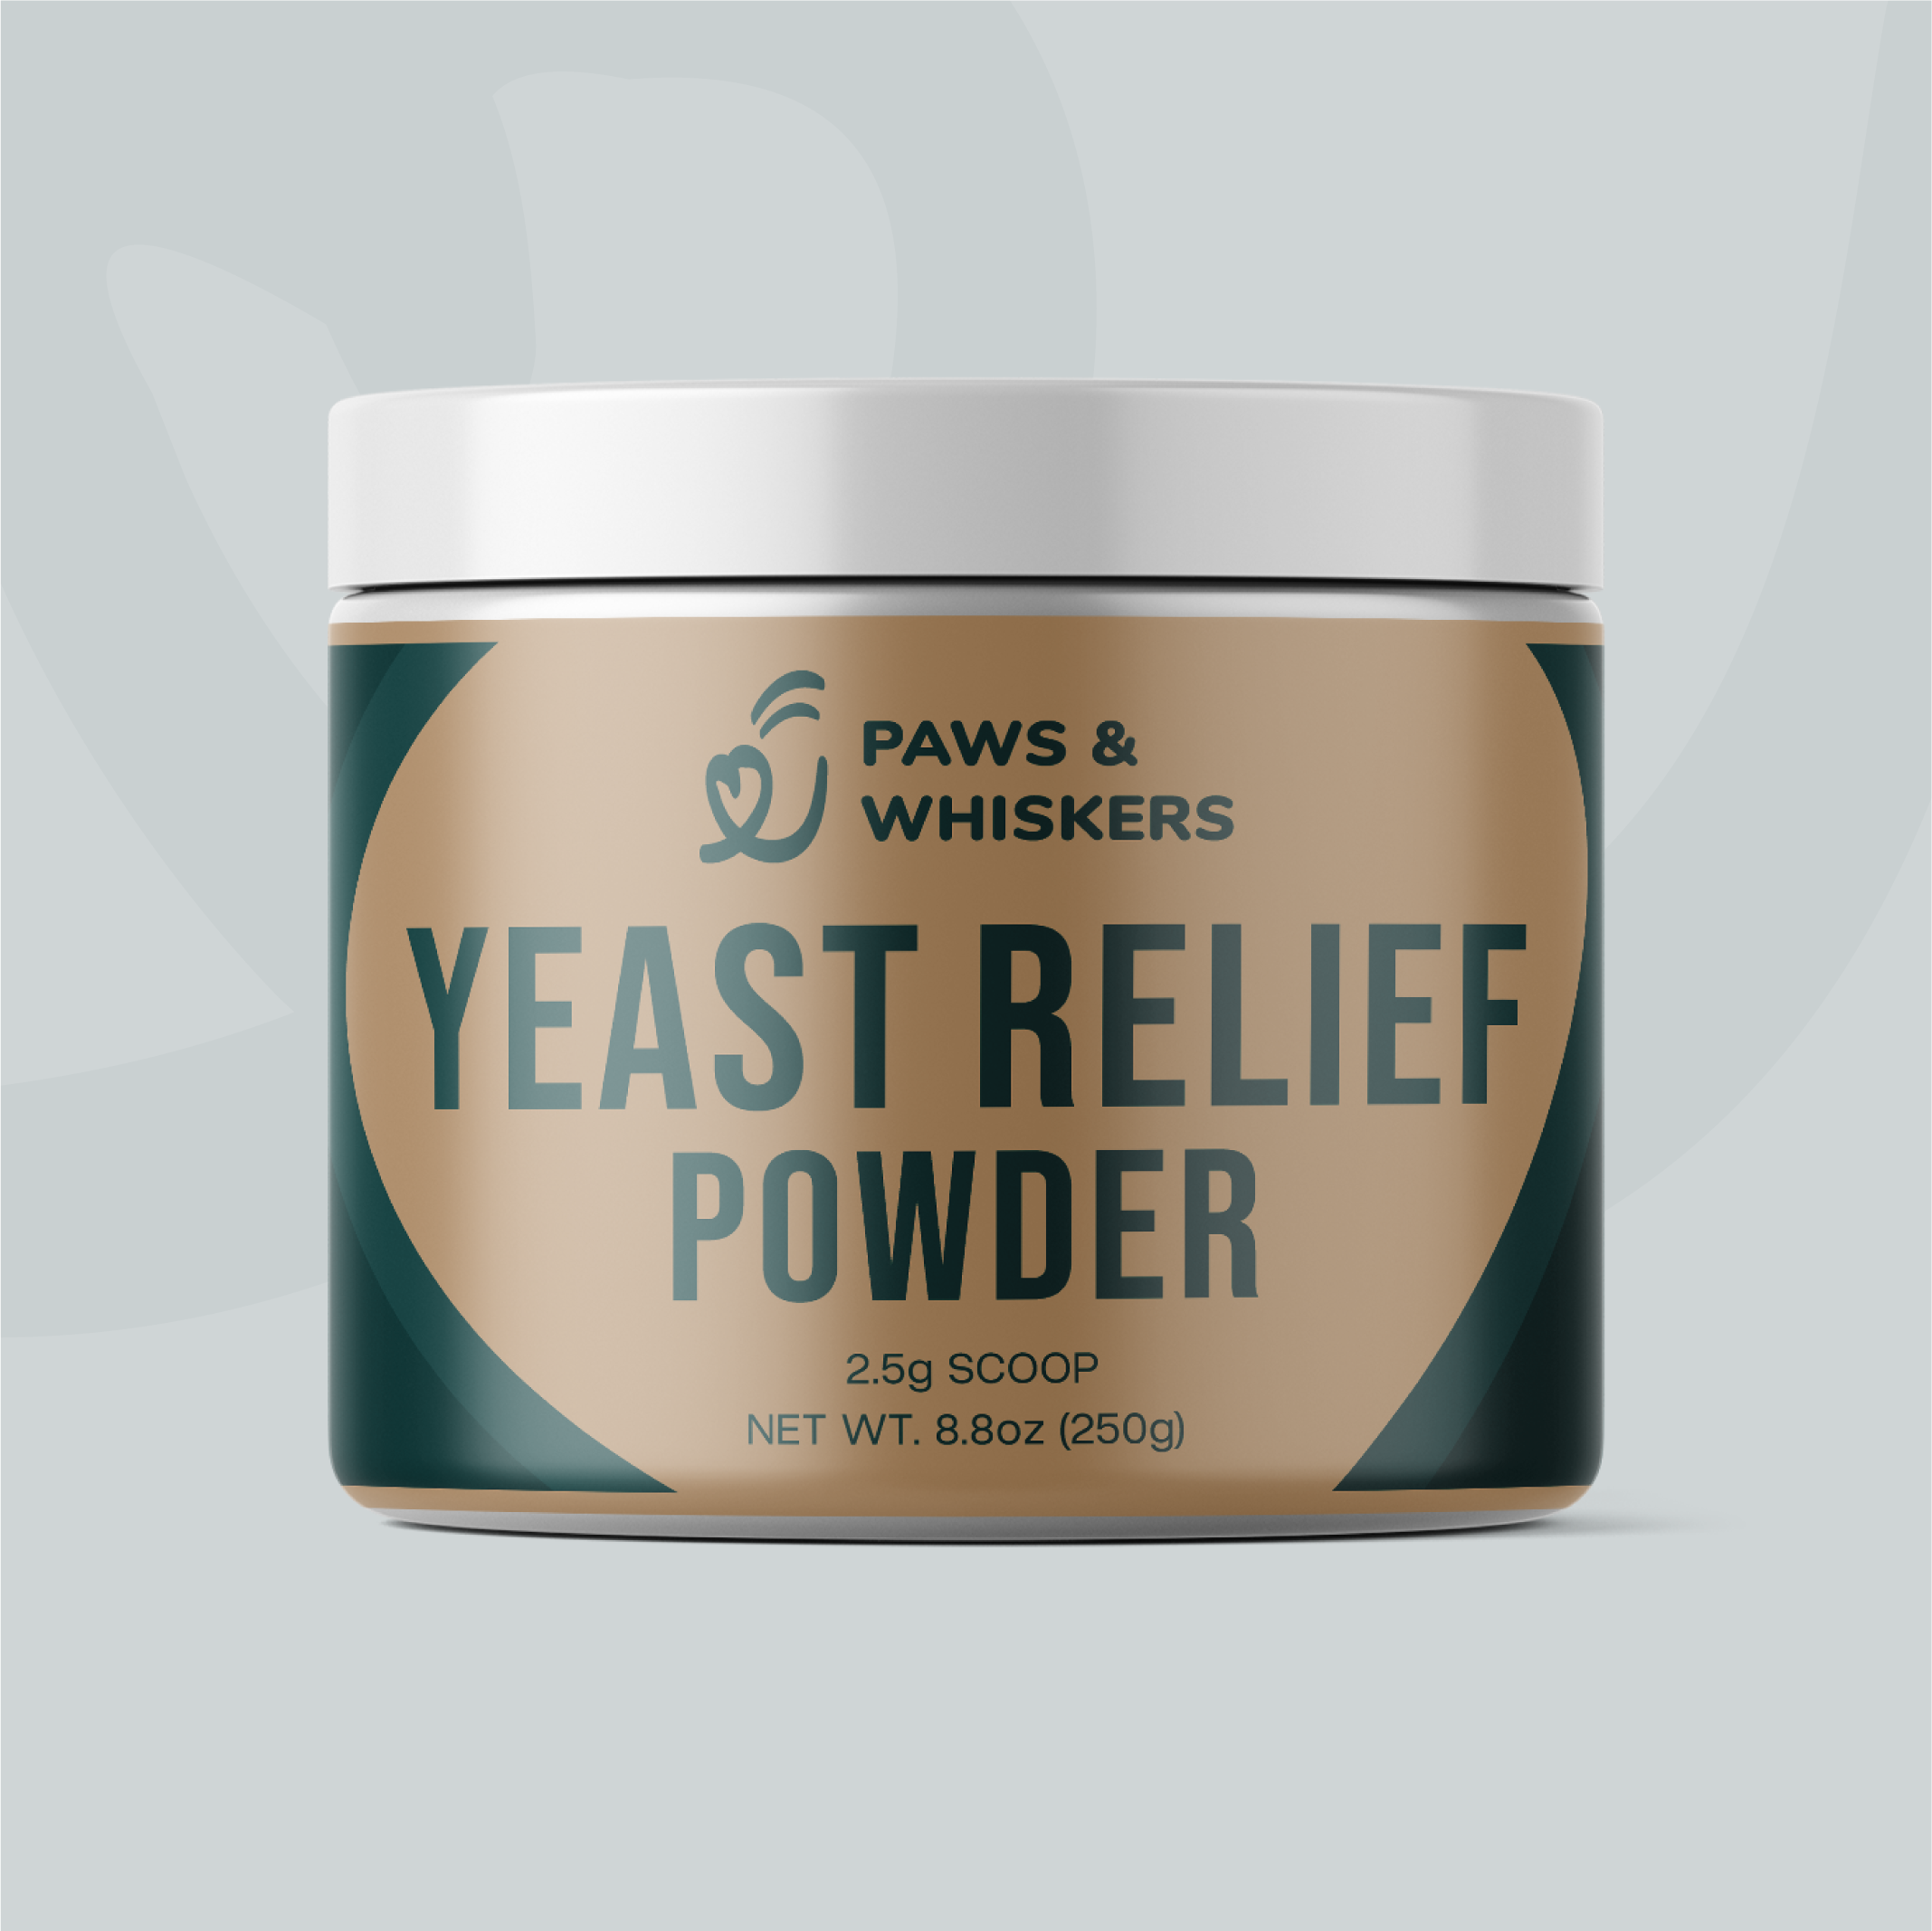 PAWS &
WHISKERS
YEAST RELIEF
POWDER
2.5g SCOOP
NET WT. 8.8oz (250g)